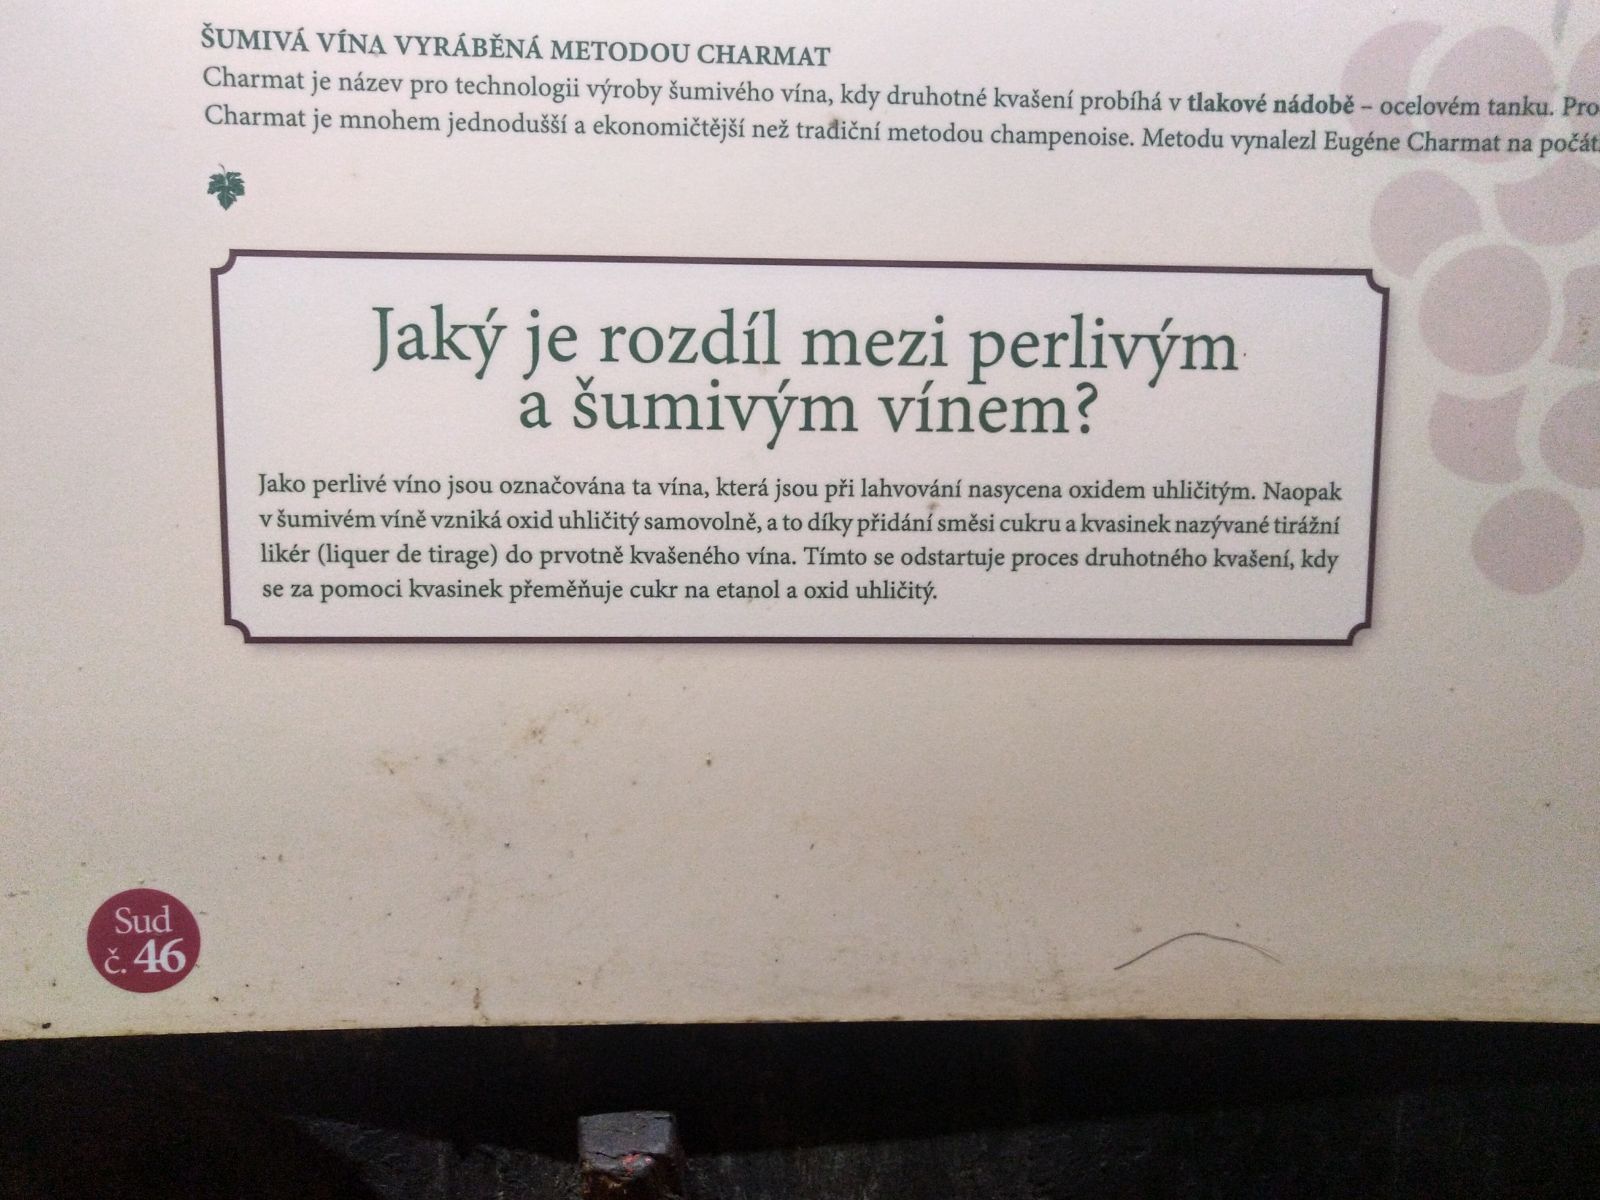 ŠUMIVÁ VÍNA VYRÁBĚNÁ METODOU CHARMAT
Charmat je název pro technologii výroby šumivého vína, kdy druhotné kvašení probíhá v tlakové nádobě – ocelovém tanku.
Charmat je mnohem jednodušší a ekonomičtější než tradiční metodou champenoise. Metodu vynalezl Eugéne Charmat na
Jaký je rozdíl mezi perlivým
a šumivým vínem?
Jako perlivé víno jsou označována ta vína, která jsou při lahvování nasycena oxidem uhličitým. Naopak
v šumivém víně vzniká oxid uhličitý samovolně, a to díky přidání směsi cukru a kvasinek nazývané tirážní
likér (liquer de tirage) do prvotně kvašeného vína. Tímto se odstartuje proces druhotného kvašení, kdy
se za pomoci kvasinek přeměňuje cukr na etanol a oxid uhličitý.
Sud
č. 46